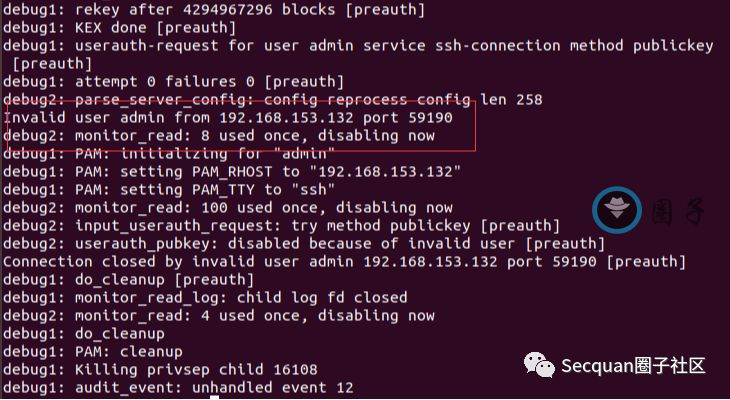 debug1: rekey after 4294967296 blocks [preauth]
debug1: KEX done [preauth]
debug1: userauth-request for user admin service ssh-connection method publickey
[preauth]
debug1: attempt 0 failures 0 [preauth]
debug2: parse_server_config: config reprocess config len 258
Invalid user admin from 192.168.153.132 port 59190
debug2: monitor_read: 8 used once, disabling now
debug1: PAM: initializing for "admin"
debug1: PAM: setting PAM_RHOST to "192.168.153.132"
debug1: PAM: setting PAM_TTY to "ssh"
debug2: monitor_read: 100 used once, disabling now
debug2: input_userauth_request: try method publickey [preauth]
debug2: userauth_pubkey: disabled because of invalid user [preauth]
Connection closed by invalid user admin 192.168.153.132 port 59190 [preauth]
debug1: do_cleanup [preauth]
debug1: monitor_read_log: child log fd closed
debug2: monitor_read: 4 used once, disabling now
debug1: do_cleanup
debug1: PAM: cleanup
debug1: Killing privsep child 16108
debug1: audit_event: unhandled event 12
圈子
Secquan圈子社区